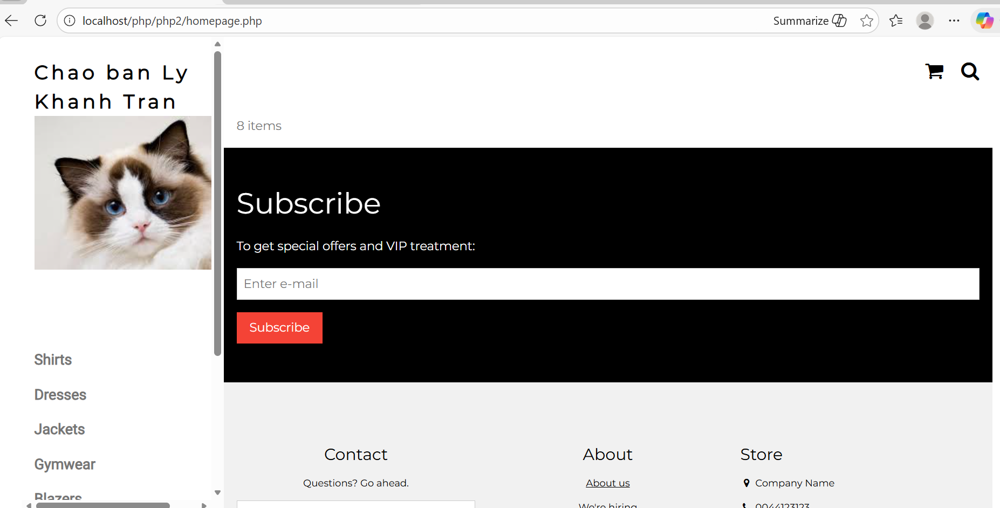 localhost/php/php2/homepage.php
Summarize
Chao ban Ly
Khanh Tran
Shirts
Dresses
Jackets
Gymwear
Blazers
8 items
Subscribe
To get special offers and VIP treatment:
Enter e-mail
Subscribe
Contact
Questions? Go ahead.
About
About us
We're hiring
Store
Company Name
0044123123